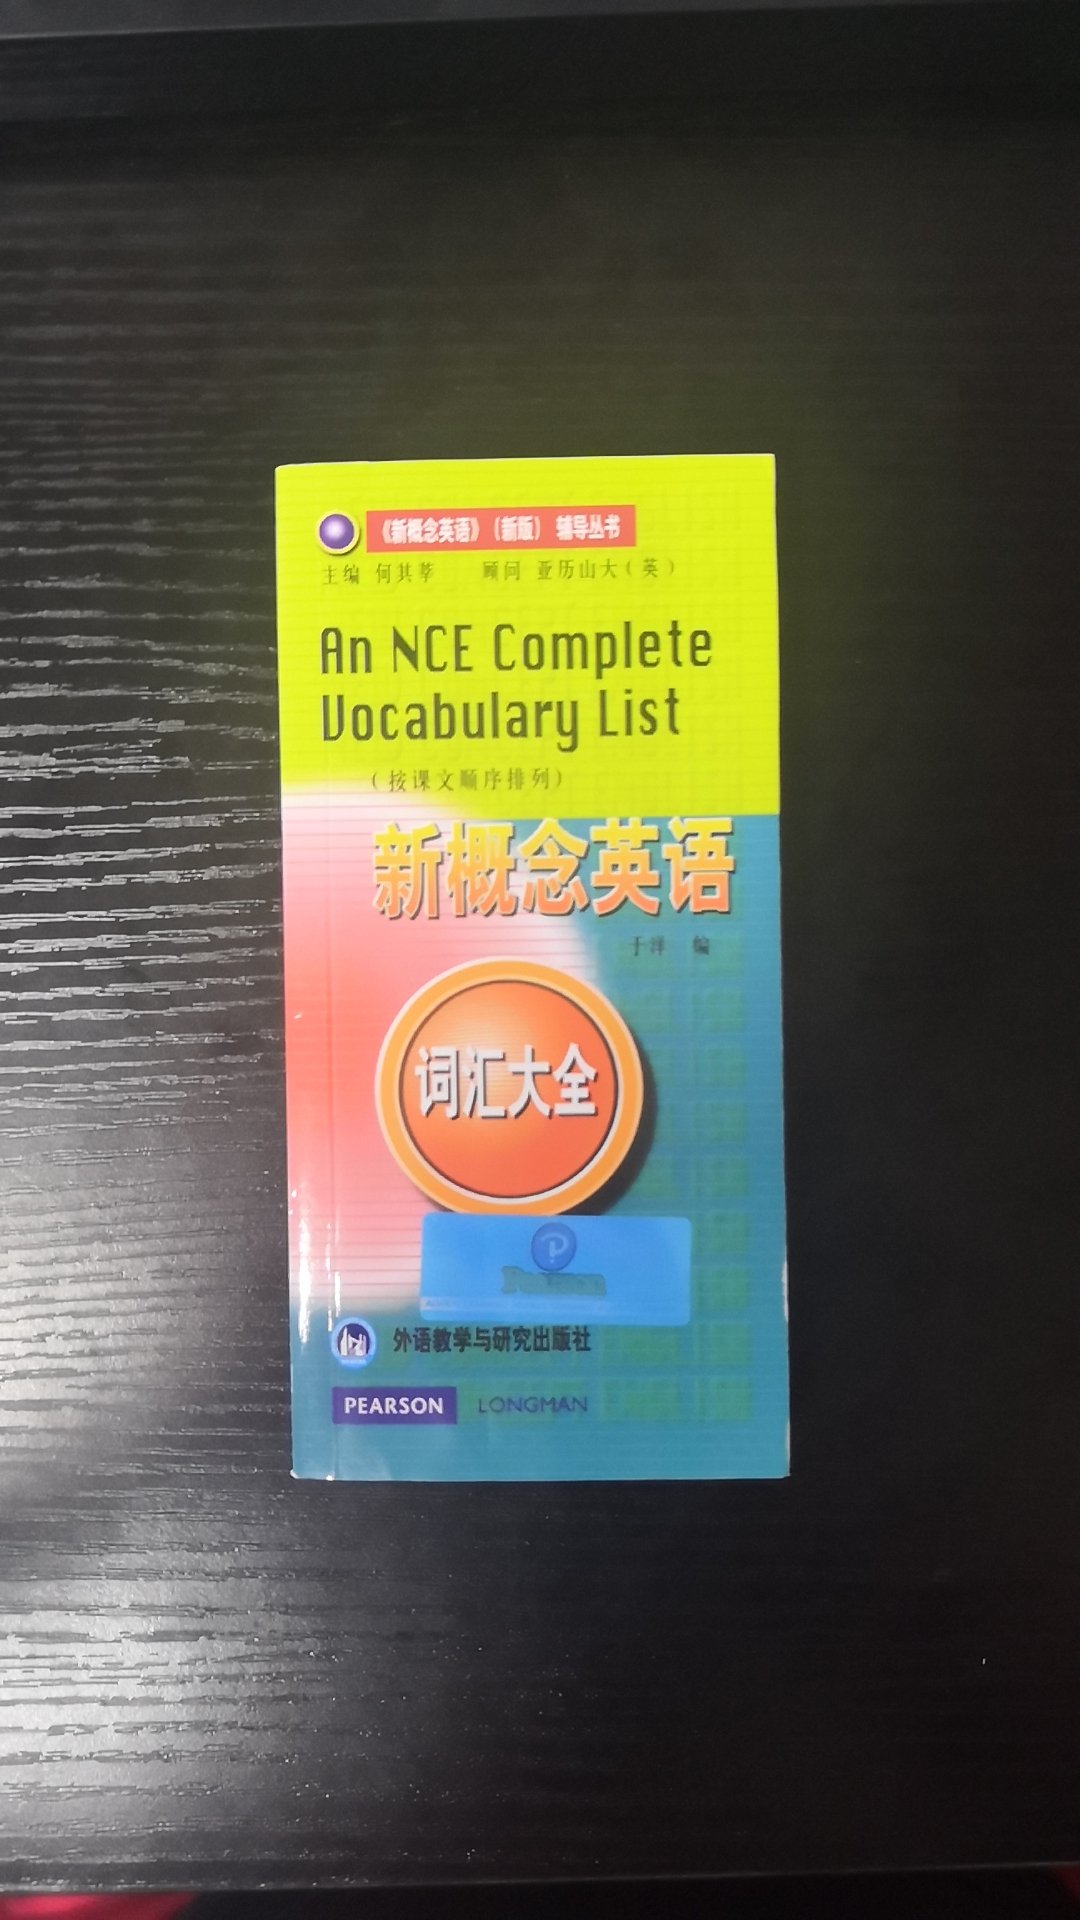 《新概念英语》(新版) 辅导丛书
主编 何其莘 顾问 亚历山大(英)
An NCE Complete
Vocabulary List
(按课文顺序排列)
新概念英语
于洋 编
词汇大全
Pearson
外语教学与研究出版社
PEARSON LONGMAN